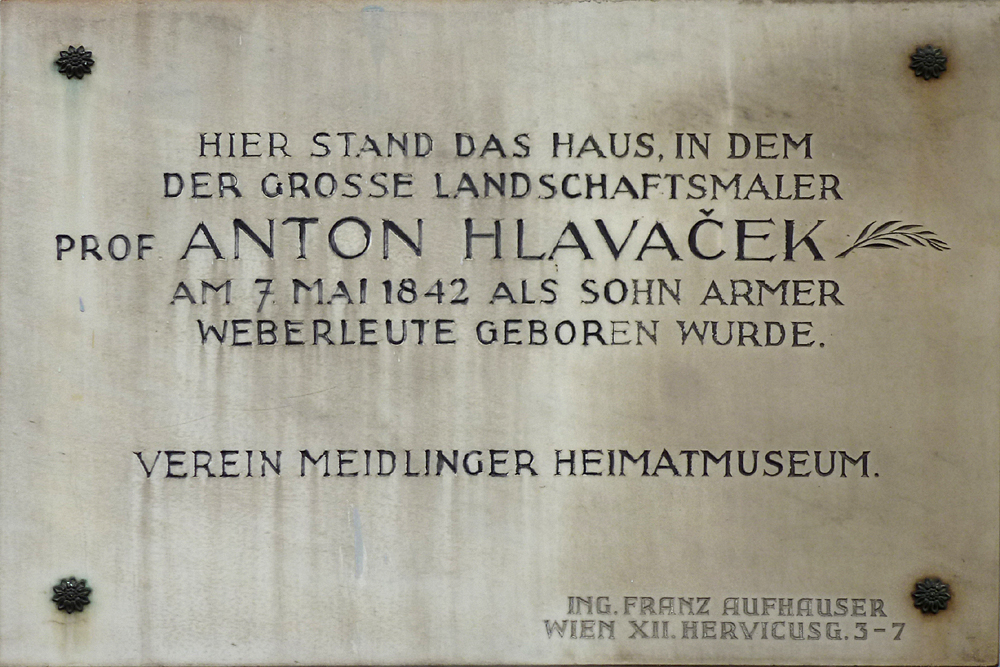 HIER STAND DAS HAUS, IN DEM
DER GROSSE LANDSCHAFTSMALER
PROF. ANTON HLAVAČEK
AM 7. MAI 1842 ALS SOHN ARMER
WEBERLEUTE GEBOREN WURDE.
VEREIN MEIDLINGER HEIMATMUSEUM.
ING. FRANZ AUFHAUSER
WIEN XII. HERVICUSG. 3-7